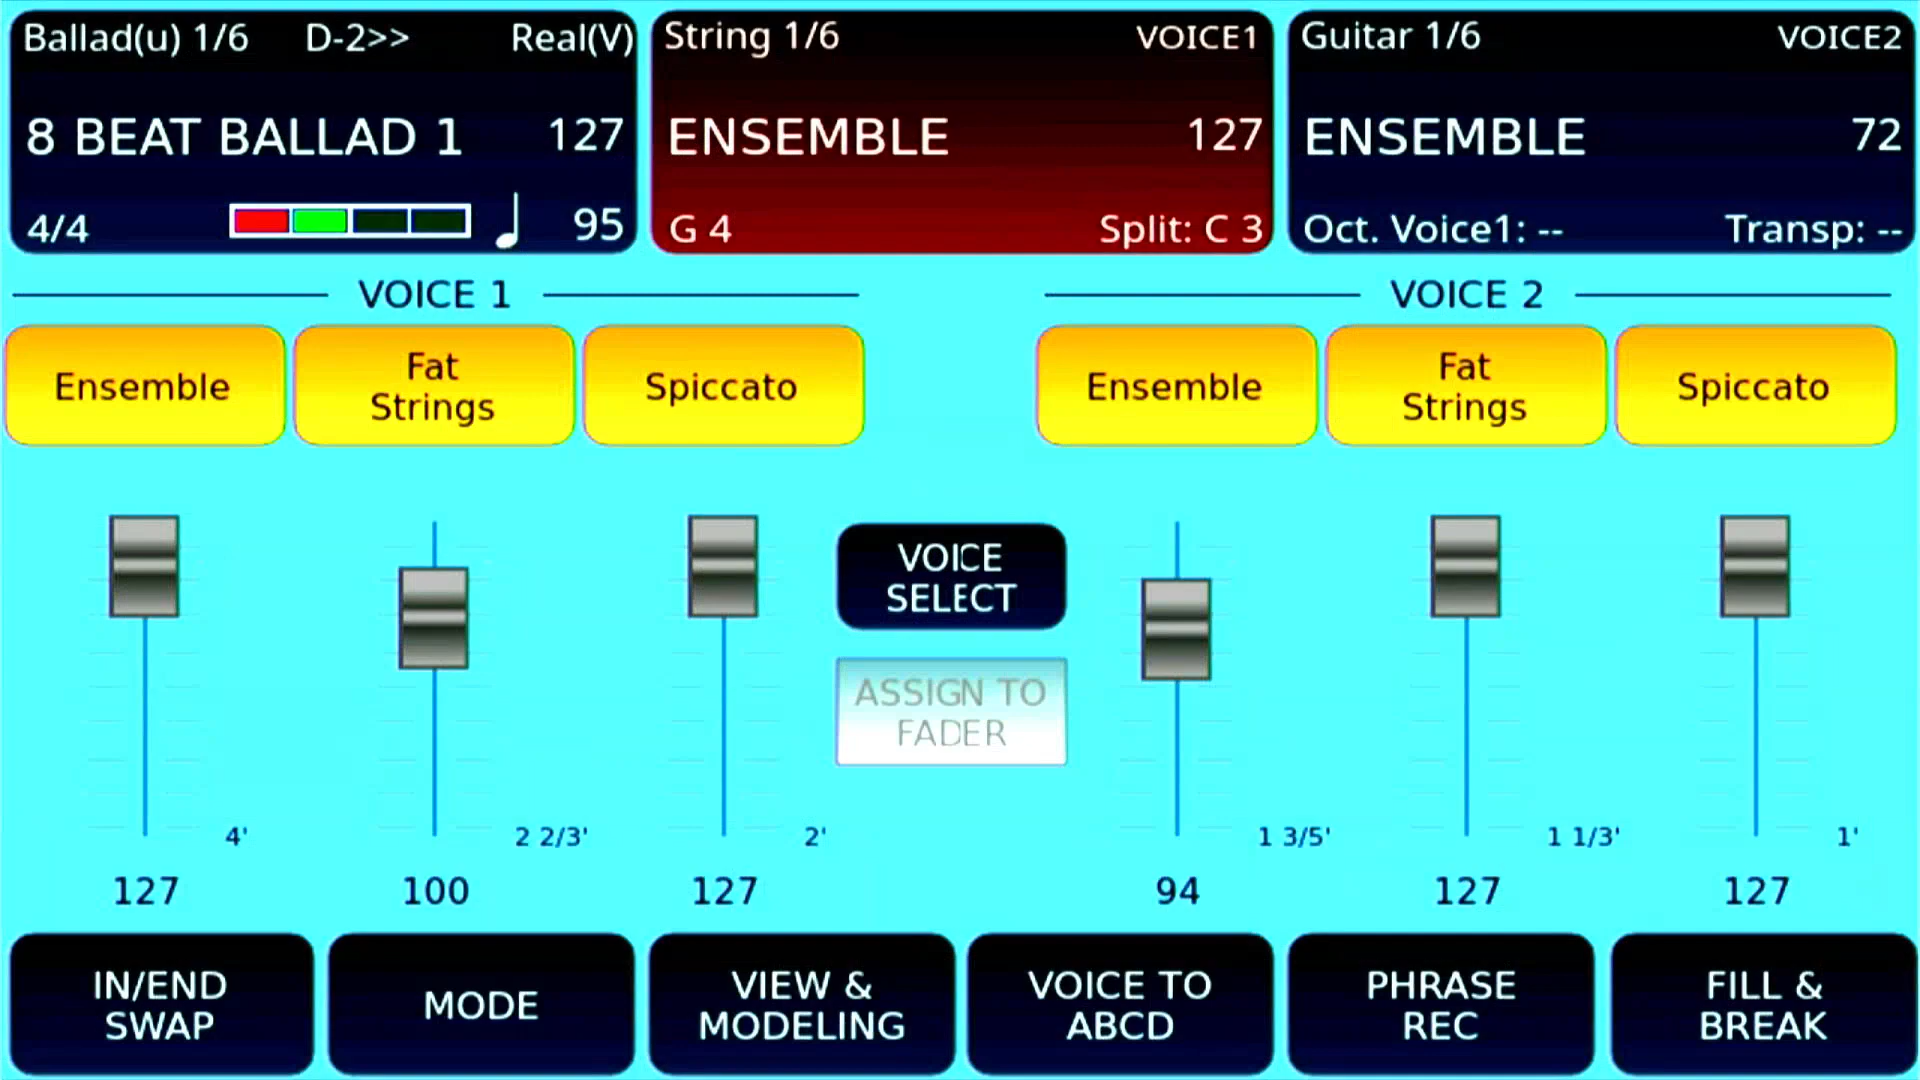 Ballad(u) 1/6 D-2>> Real(V)
8 BEAT BALLAD 1 127
4/4 95
String 1/6 VOICE1
ENSEMBLE 127
G 4 Split: C 3
Guitar 1/6 VOICE2
ENSEMBLE 72
Oct. Voice1: -- Transp: --
VOICE 1
VOICE 2
Ensemble
Fat
Strings
Spiccato
Ensemble
Fat
Strings
Spiccato
VOICE
SELECT
ASSIGN TO
FADER
4' 2 2/3' 2' 1 3/5' 1 1/3' 1'
127 100 127 94 127 127
IN/END
SWAP
MODE
VIEW &
MODELING
VOICE TO
ABCD
PHRASE
REC
FILL &
BREAK